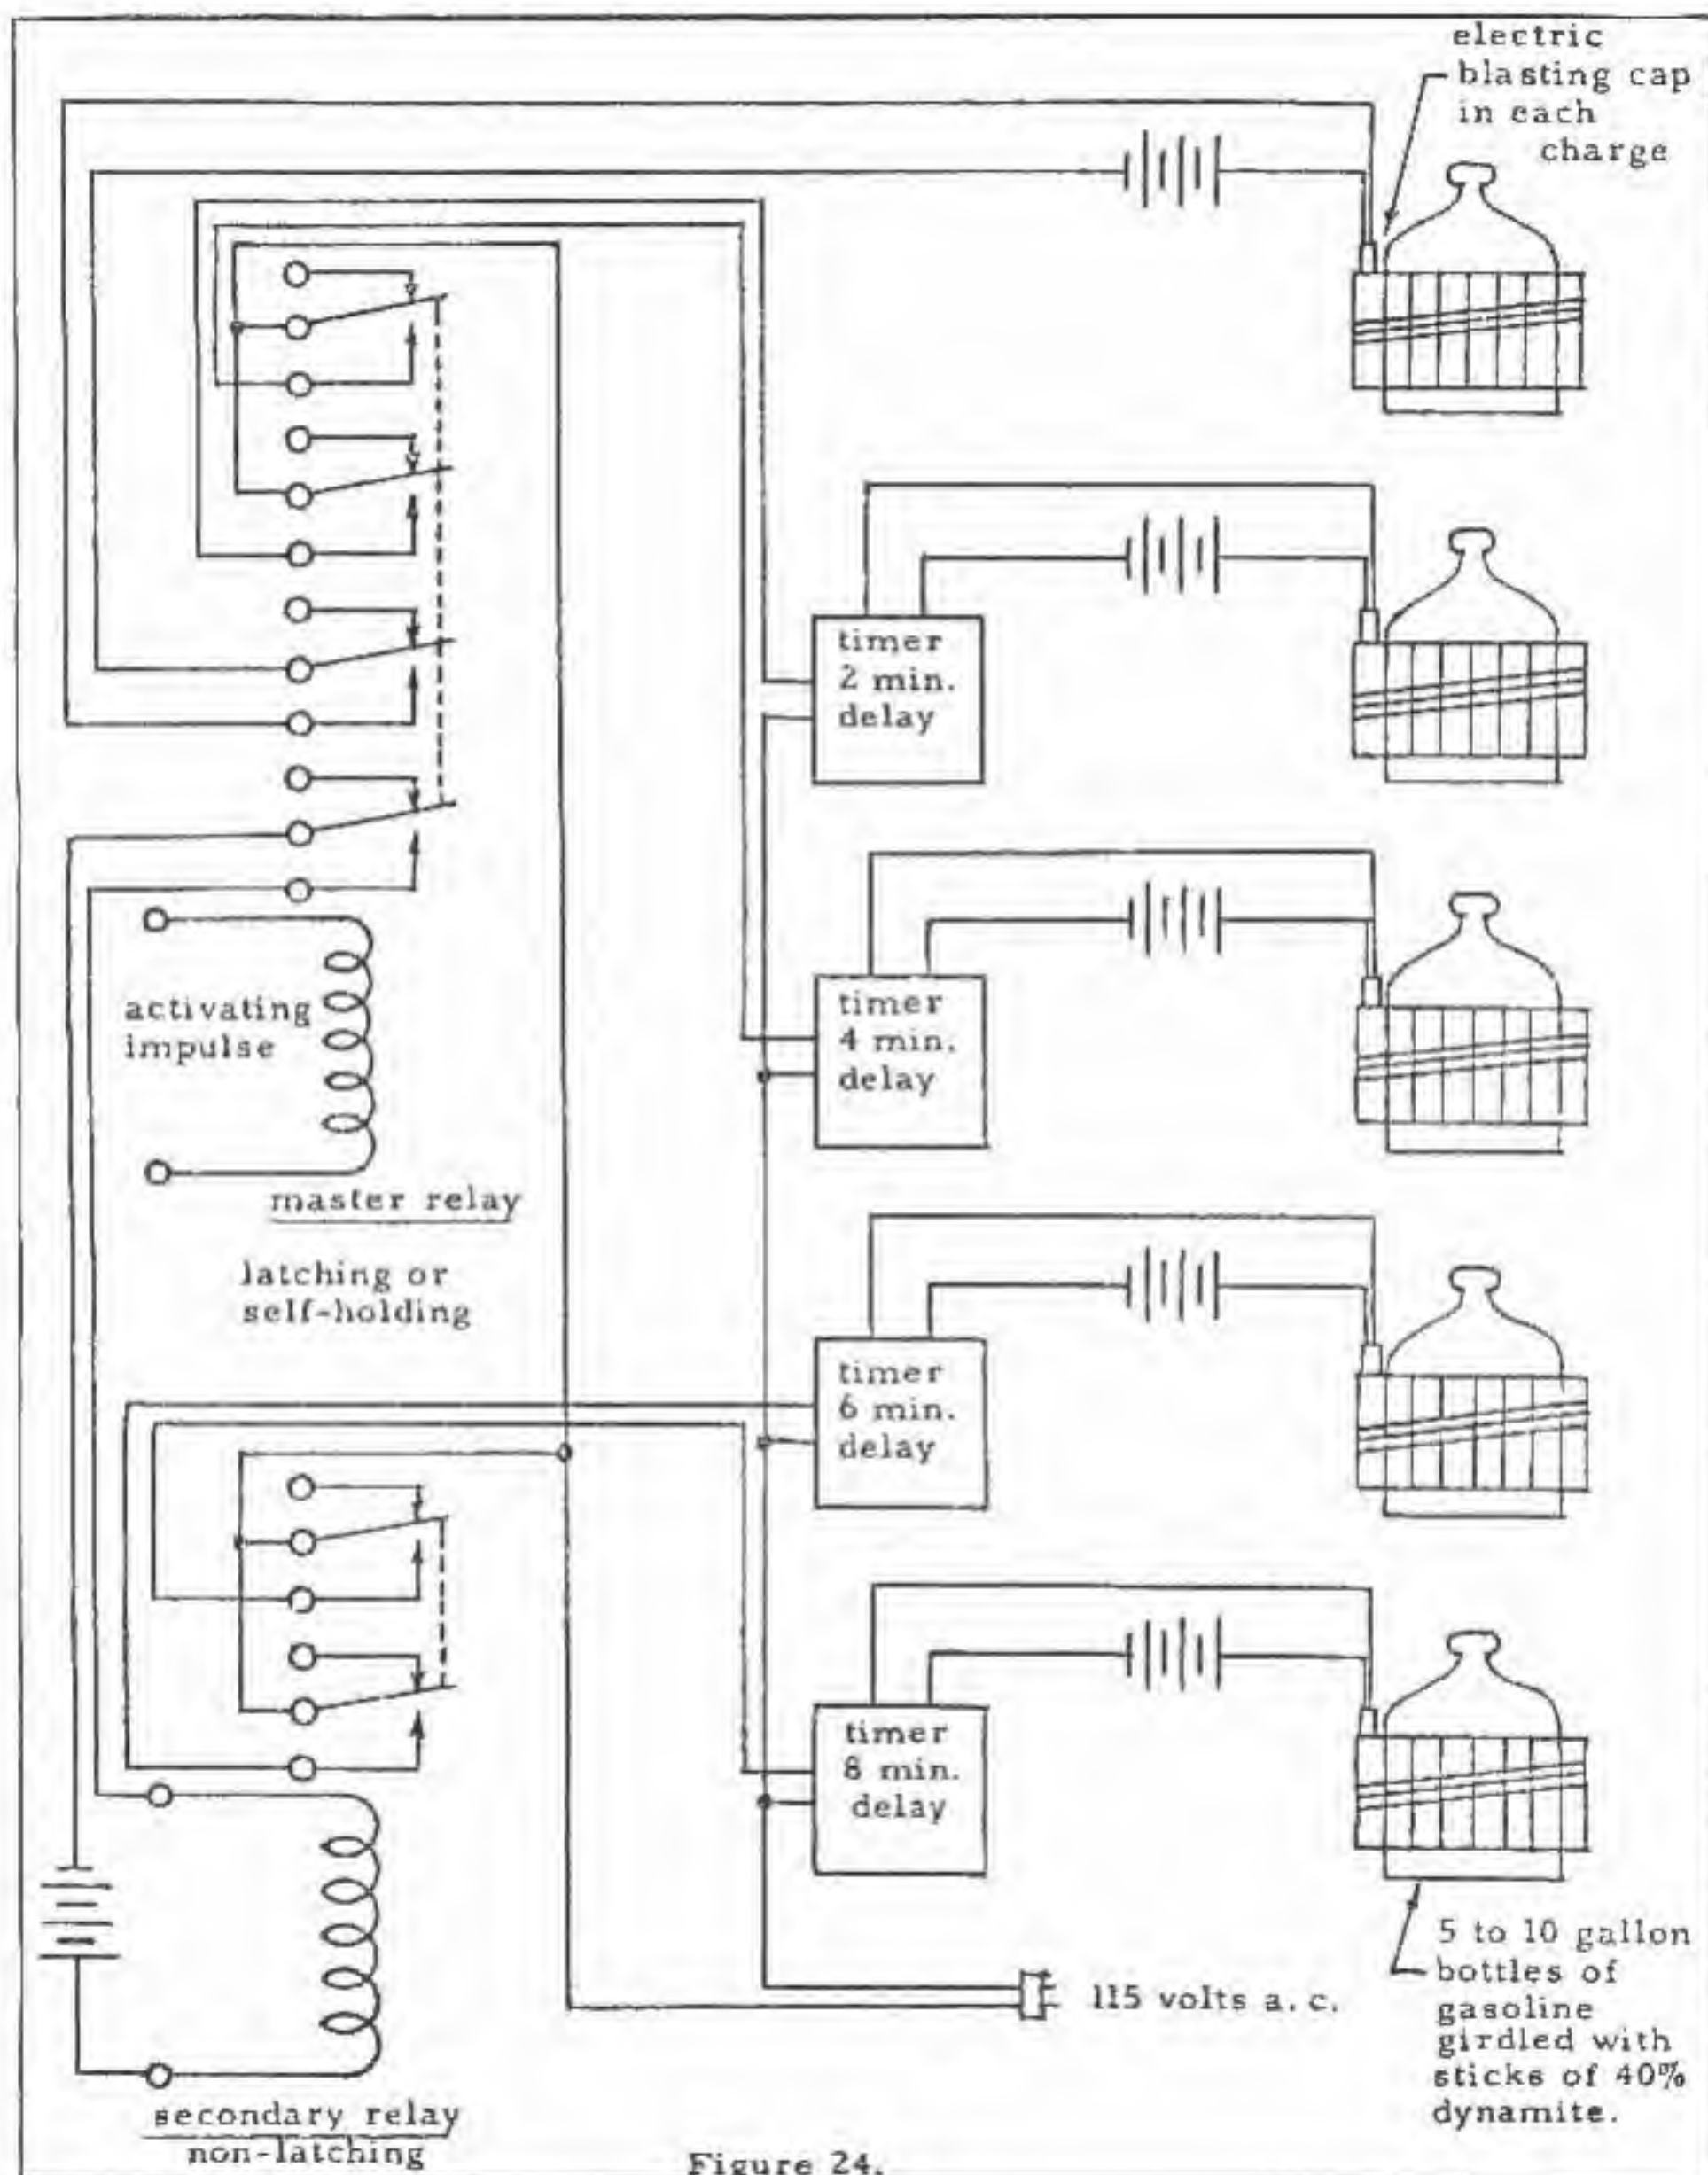 electric
blasting cap
in each
charge
timer
2 min.
delay
timer
4 min.
delay
activating
impulse
master relay
latching or
self-holding
timer
6 min.
delay
timer
8 min.
delay
115 volts a. c.
5 to 10 gallon
bottles of
gasoline
girdled with
sticks of 40%
dynamite.
secondary relay
non-latching
Figure 24.